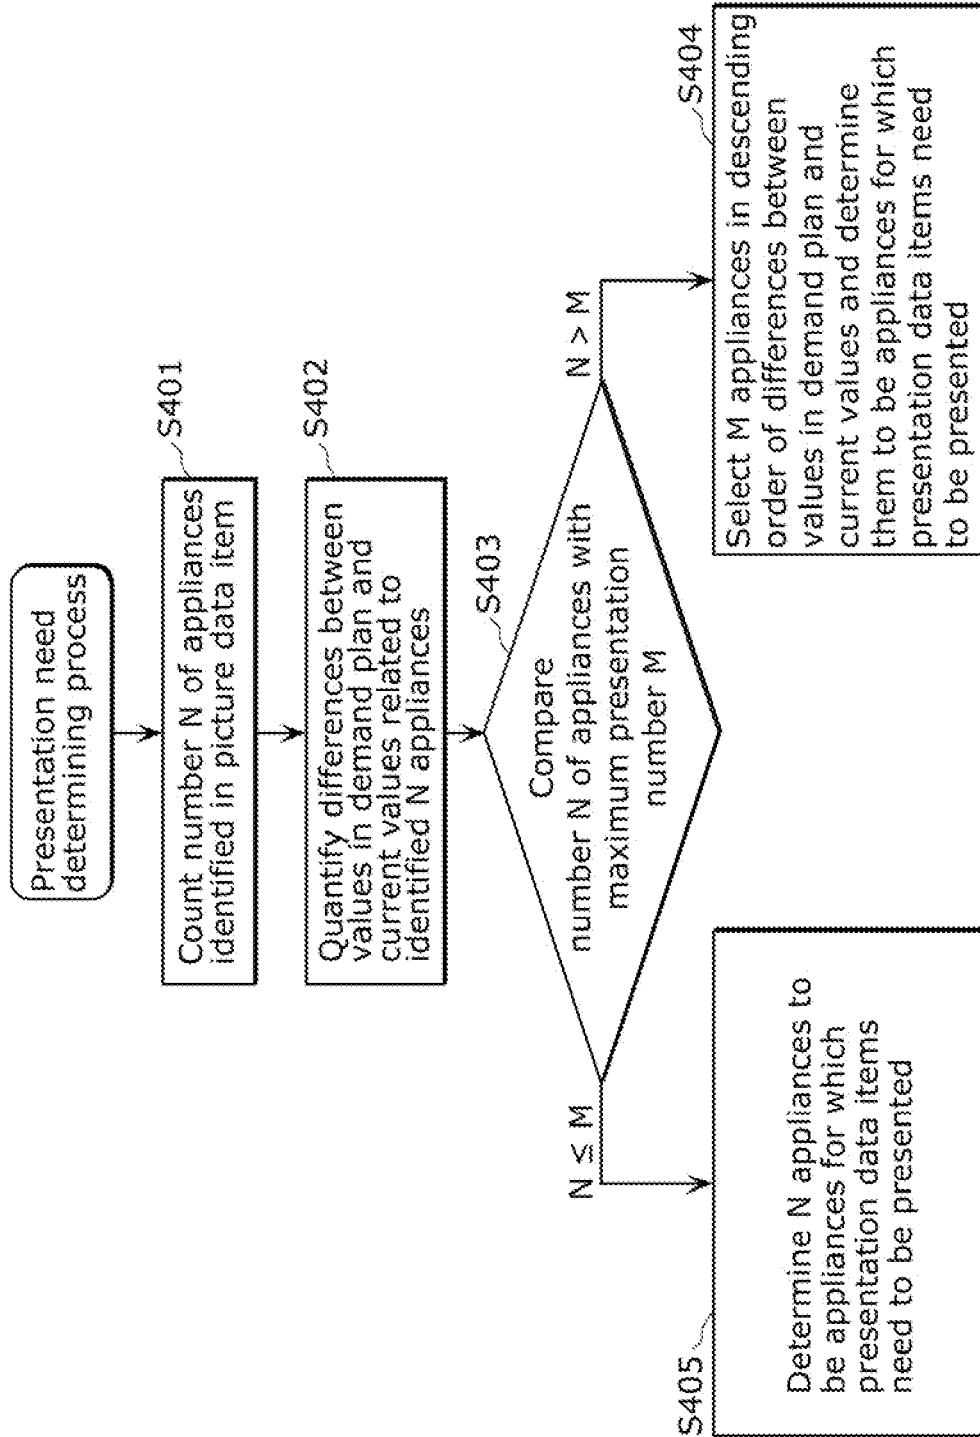 Presentation need
determining process
S401
Count number N of appliances
identified in picture data item
S402
Quantify differences between
values in demand plan and
current values related to
identified N appliances
S403
Compare
number N of appliances with
maximum presentation
number M
N ≤ M
N > M
S405
Determine N appliances to
be appliances for which
presentation data items
need to be presented
S404
Select M appliances in descending
order of differences between
values in demand plan and
current values and determine
them to be appliances for which
presentation data items need
to be presented